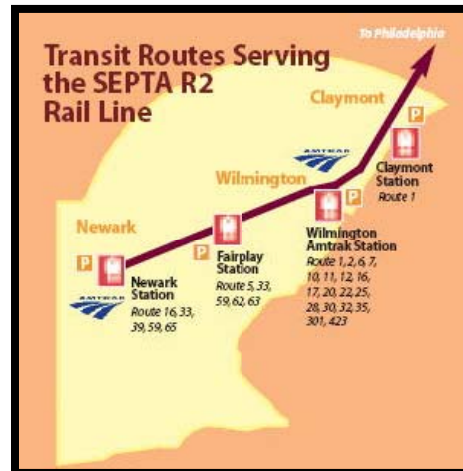 To Philadelphia
Transit Routes Serving
the SEPTA R2
Rail Line
Claymont
P
AMTRAK
Claymont
Station
Route 1
Wilmington
P
Wilmington
Amtrak Station
Route 1, 2, 6, 7,
10, 11, 12, 16,
17, 20, 22, 25,
28, 30, 32, 35,
301, 423
Newark
P
Fairplay
Station
Route 5, 33,
59, 62, 63
P
Newark
Station
Route 16, 33,
39, 59, 65
AMTRAK